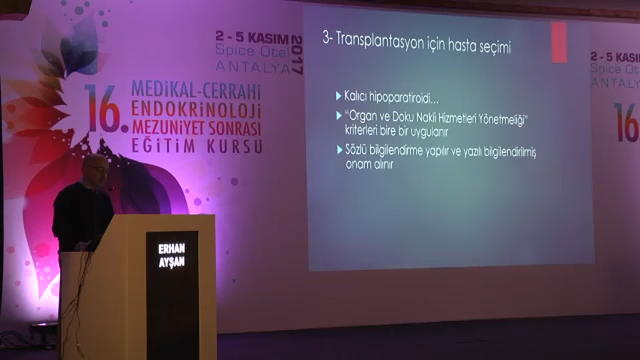 2 - 5 KASIM
Spice Otel
ANTALYA
2017
16.
MEDİKAL-CERRAHİ
ENDOKRİNOLOJİ
MEZUNİYET SONRASI
EĞİTİM KURSU
3- Transplantasyon için hasta seçimi
Kalıcı hipoparatiroidi...
"Organ ve Doku Nakli Hizmetleri Yönetmeliği"
kriterleri bire bir uygulanır
Sözlü bilgilendirme yapılır ve yazılı bilgilendirilmiş
onam alınır
2 - 5 KASIM
Spice Otel
ANTALYA
16
ERHAN
AYŞAN